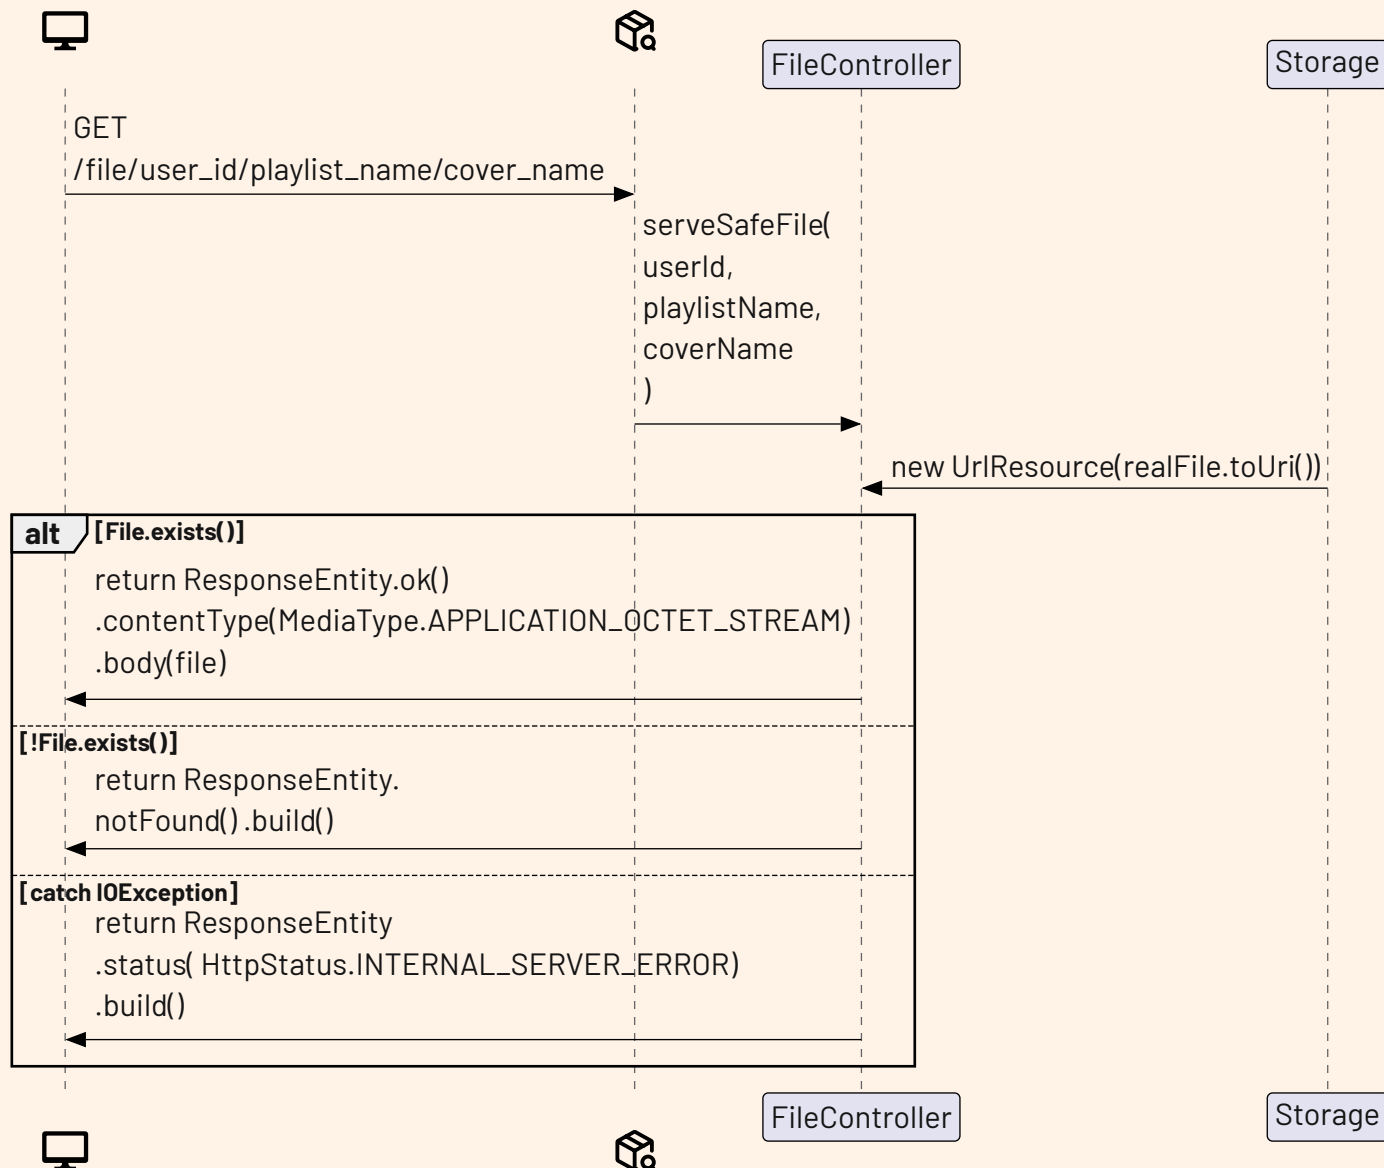 FileController
Storage
GET
/file/user_id/playlist_name/cover_name
serveSafeFile(
userId,
playlistName,
coverName
)
new UrlResource(realFile.toUri())
alt
[File.exists()]
return ResponseEntity.ok()
.contentType(MediaType.APPLICATION_OCTET_STREAM)
.body(file)
[!File.exists()]
return ResponseEntity.
notFound() .build()
[catch IOException]
return ResponseEntity
.status( HttpStatus.INTERNAL_SERVER_ERROR)
.build()
FileController
Storage